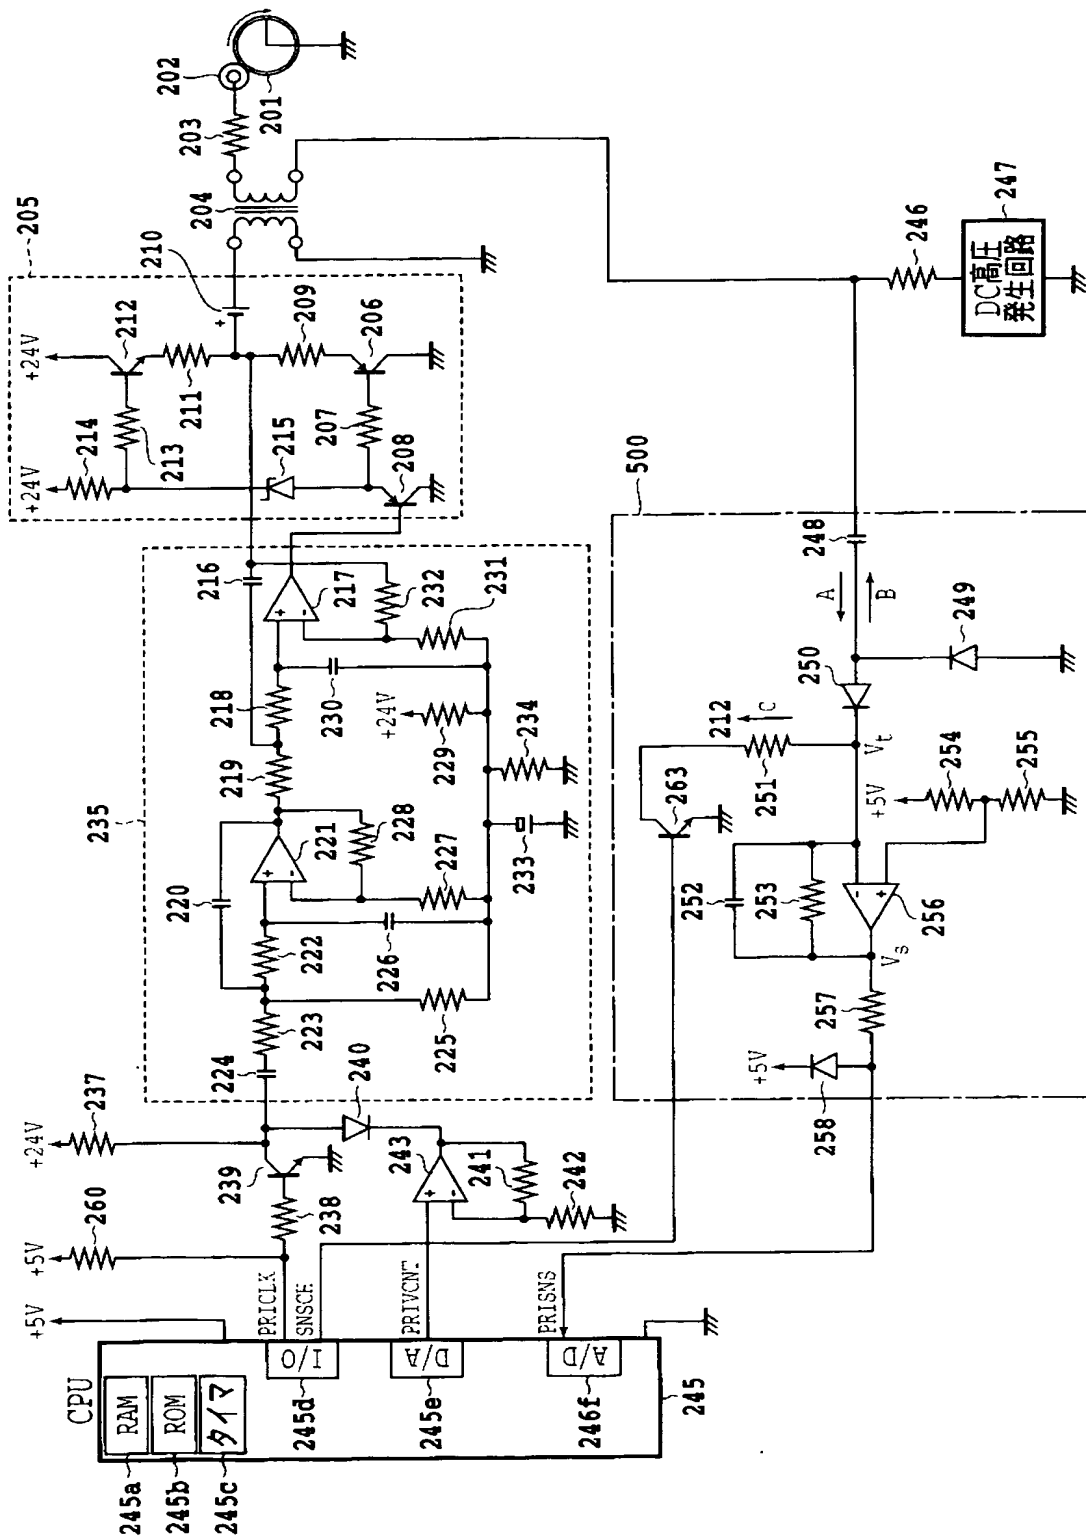 CPU
RAM
ROM
タイマ
245a
245b
245c
I/O
245d
D/A
245e
A/D
246f
245
+5V
PRICLK
SNSCH
PRIVCNT
PRISNS
+5V
260
+24V
237
238
239
240
243
241
242
235
224
223
225
222
220
226
221
227
228
219
218
233
234
229
+24V
230
216
217
232
231
205
+24V
214
213
+24V
212
211
215
207
208
209
206
210
+
204
203
202
201
500
248
A
B
249
250
212
C
251
263
Vt
+5V
254
255
252
253
256
Vs
257
+5V
258
246
DC高圧
発生回路
247
+
-
+
-
+
-
-
+